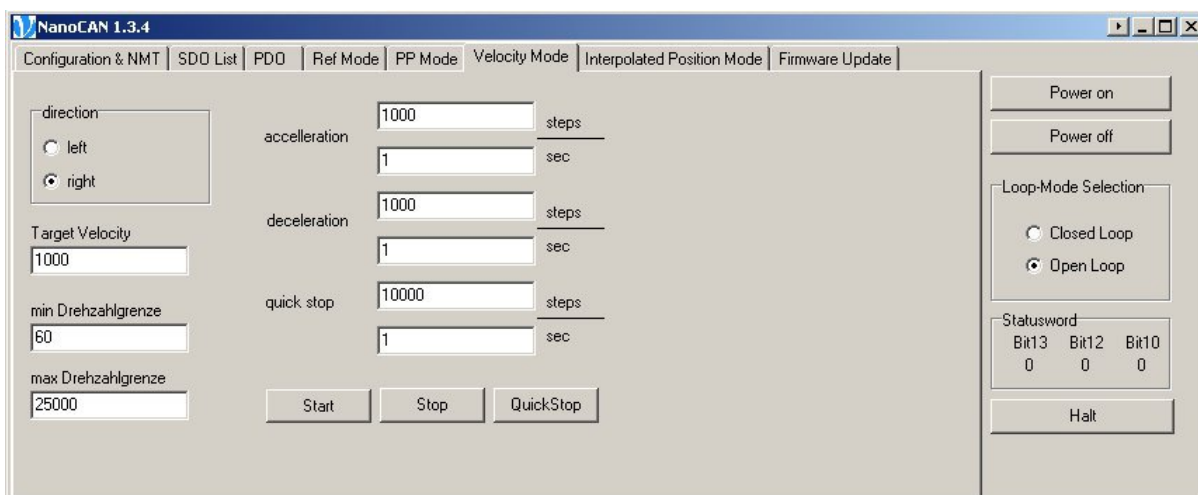 NanoCAN 1.3.4
Configuration & NMT SDO List PDO Ref Mode PP Mode Velocity Mode Interpolated Position Mode Firmware Update
direction
left
right
Target Velocity
1000
min Drehzahlgrenze
60
max Drehzahlgrenze
25000
accelleration
1000 steps
1 sec
deceleration
1000 steps
1 sec
quick stop
10000 steps
1 sec
Start Stop QuickStop
Power on
Power off
Loop-Mode Selection
Closed Loop
Open Loop
Statusword
Bit13 Bit12 Bit10
0 0 0
Halt